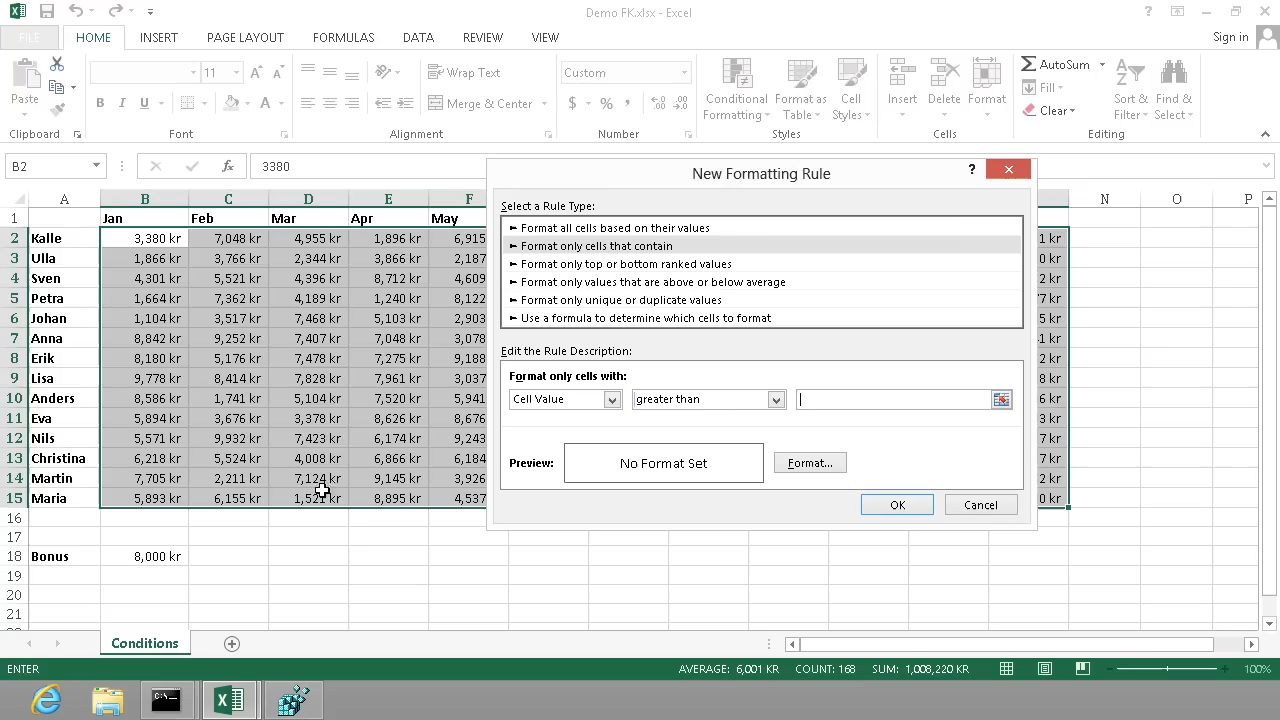 Demo FK.xlsx - Excel
FILE HOME INSERT PAGE LAYOUT FORMULAS DATA REVIEW VIEW Sign in
Paste
Clipboard
11
B I U
Font
Wrap Text
Merge & Center
Alignment
Custom
$ % ,
Number
Conditional Formatting
Format as Table
Cell Styles
Styles
Insert Delete Format
Cells
AutoSum
Fill
Clear
Sort & Filter
Find & Select
Editing
B2 fx 3380
A B C D E F N O P
1 Jan Feb Mar Apr May
2 Kalle 3,380 kr 7,048 kr 4,955 kr 1,896 kr 6,915
3 Ulla 1,866 kr 3,766 kr 2,344 kr 3,866 kr 2,187
4 Sven 4,301 kr 5,521 kr 4,396 kr 8,712 kr 4,609
5 Petra 1,664 kr 7,362 kr 4,189 kr 1,240 kr 8,122
6 Johan 1,104 kr 3,517 kr 7,468 kr 5,103 kr 2,903
7 Anna 8,842 kr 9,252 kr 7,407 kr 7,048 kr 3,078
8 Erik 8,180 kr 5,176 kr 7,478 kr 7,275 kr 9,188
9 Lisa 9,778 kr 8,414 kr 7,828 kr 7,961 kr 3,037
10 Anders 8,586 kr 1,741 kr 5,104 kr 7,520 kr 5,941
11 Eva 5,894 kr 3,676 kr 3,378 kr 8,626 kr 8,676
12 Nils 5,571 kr 9,932 kr 7,423 kr 6,174 kr 9,243
13 Christina 6,218 kr 5,524 kr 4,008 kr 6,866 kr 6,184
14 Martin 7,705 kr 2,211 kr 7,124 kr 9,145 kr 3,926
15 Maria 5,893 kr 6,155 kr kr 8,895 kr 4,537
16
17
18 Bonus 8,000 kr
19
20
21
New Formatting Rule
?
Select a Rule Type:
► Format all cells based on their values
► Format only cells that contain
► Format only top or bottom ranked values
► Format only values that are above or below average
► Format only unique or duplicate values
► Use a formula to determine which cells to format
Edit the Rule Description:
Format only cells with:
Cell Value greater than
Preview: No Format Set Format...
OK Cancel
Conditions
ENTER AVERAGE: 6,001 KR COUNT: 168 SUM: 1,008,220 KR 100%